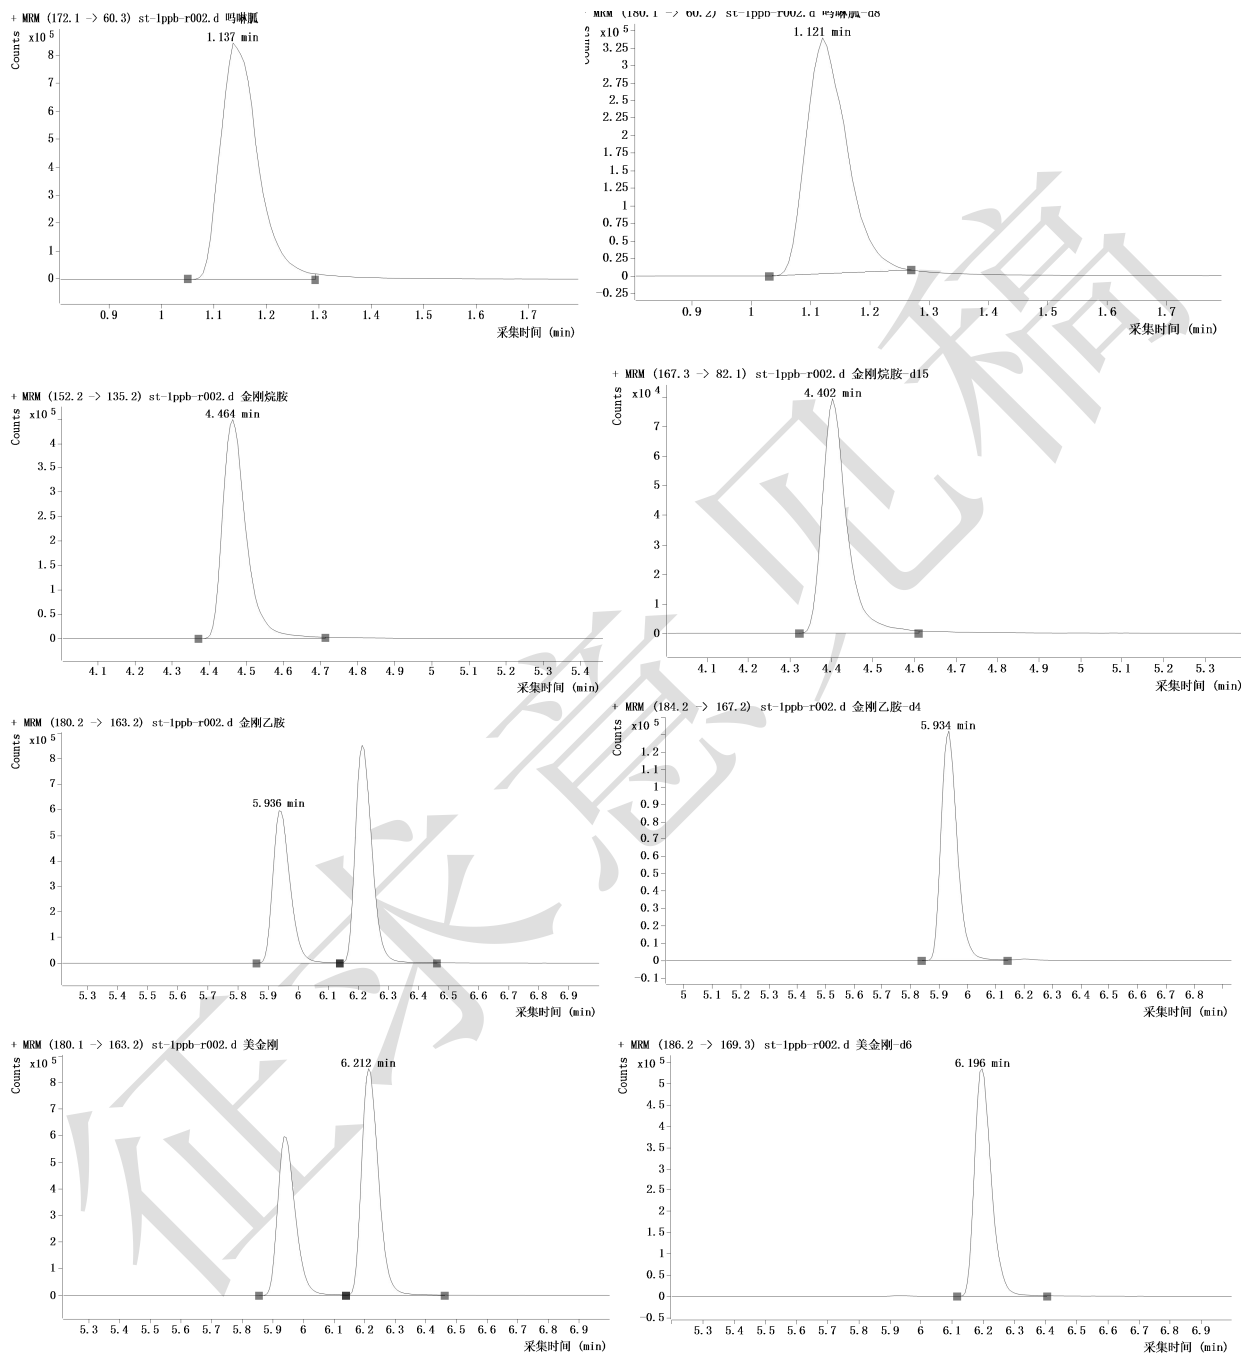 + MRM (172.1 -> 60.3) st-1ppb-r002.d 吗啉胍
Counts
x10 5
1.137 min
8
7
6
5
4
3
2
1
0
0.9 1 1.1 1.2 1.3 1.4 1.5 1.6 1.7
采集时间 (min)
MRM (180.1 -> 60.2) st-1ppb-r002.d 吗啉胍-d8
Counts
x10 5
1.121 min
3.25
3
2.75
2.5
2.25
2
1.75
1.5
1.25
1
0.75
0.5
0.25
0
-0.25
0.9 1 1.1 1.2 1.3 1.4 1.5 1.6 1.7
采集时间 (min)
+ MRM (152.2 -> 135.2) st-1ppb-r002.d 金刚烷胺
Counts
x10 5
4.464 min
4
3.5
3
2.5
2
1.5
1
0.5
0
4.1 4.2 4.3 4.4 4.5 4.6 4.7 4.8 4.9 5 5.1 5.2 5.3 5.4
采集时间 (min)
+ MRM (167.3 -> 82.1) st-1ppb-r002.d 金刚烷胺-d15
Counts
x10 4
4.402 min
7
6
5
4
3
2
1
0
4.1 4.2 4.3 4.4 4.5 4.6 4.7 4.8 4.9 5 5.1 5.2 5.3
采集时间 (min)
+ MRM (180.2 -> 163.2) st-1ppb-r002.d 金刚乙胺
Counts
x10 5
5.936 min
8
7
6
5
4
3
2
1
0
5.3 5.4 5.5 5.6 5.7 5.8 5.9 6 6.1 6.2 6.3 6.4 6.5 6.6 6.7 6.8 6.9
采集时间 (min)
+ MRM (184.2 -> 167.2) st-1ppb-r002.d 金刚乙胺-d4
Counts
x10 5
5.934 min
1.2
1.1
1
0.9
0.8
0.7
0.6
0.5
0.4
0.3
0.2
0.1
0
-0.1
5 5.1 5.2 5.3 5.4 5.5 5.6 5.7 5.8 5.9 6 6.1 6.2 6.3 6.4 6.5 6.6 6.7 6.8
采集时间 (min)
+ MRM (180.1 -> 163.2) st-1ppb-r002.d 美金刚
Counts
x10 5
6.212 min
8
7
6
5
4
3
2
1
0
5.3 5.4 5.5 5.6 5.7 5.8 5.9 6 6.1 6.2 6.3 6.4 6.5 6.6 6.7 6.8 6.9
采集时间 (min)
+ MRM (186.2 -> 169.3) st-1ppb-r002.d 美金刚-d6
Counts
x10 5
6.196 min
5
4.5
4
3.5
3
2.5
2
1.5
1
0.5
0
-0.5
5.3 5.4 5.5 5.6 5.7 5.8 5.9 6 6.1 6.2 6.3 6.4 6.5 6.6 6.7 6.8 6.9
采集时间 (min)
征求意见稿